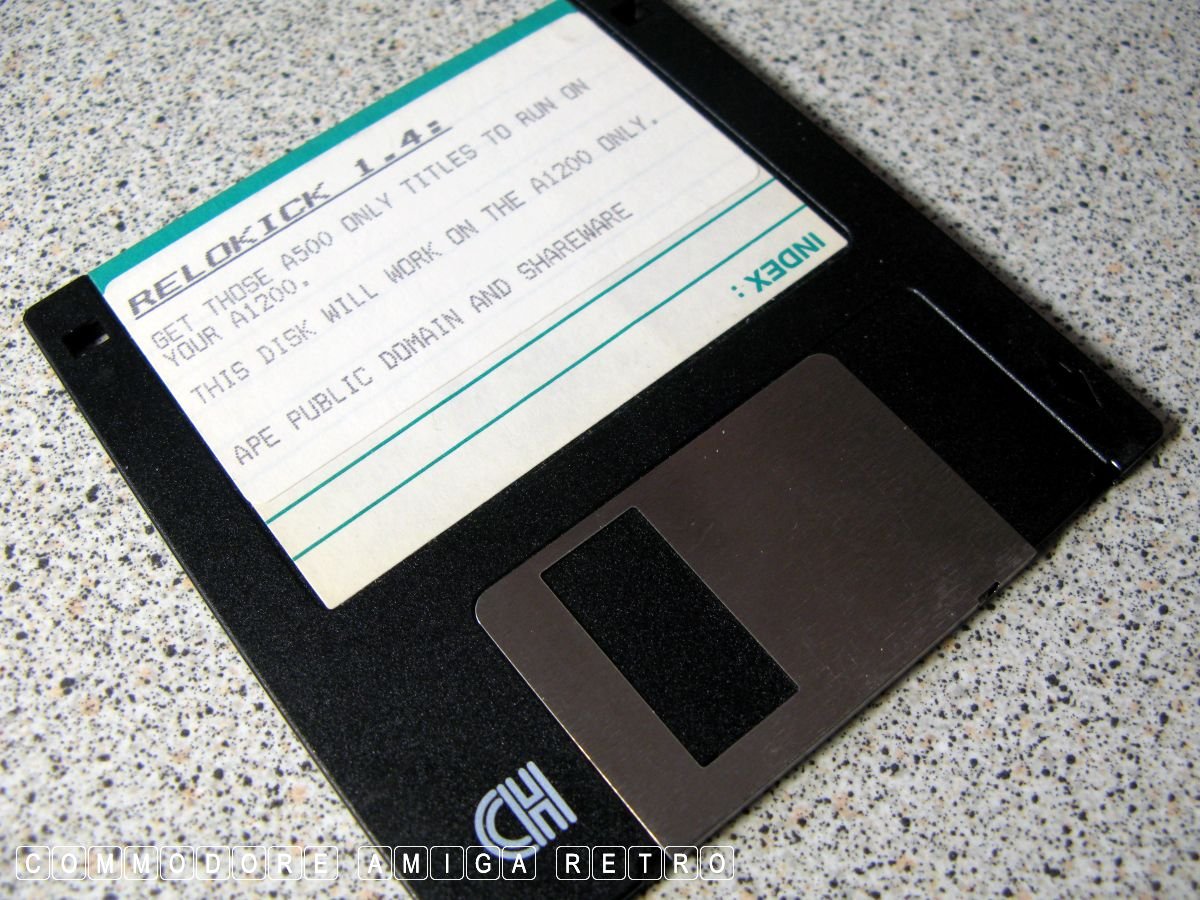 RELOKICK 1.4:
GET THOSE A500 ONLY TITLES TO RUN ON
YOUR A1200.
THIS DISK WILL WORK ON THE A1200 ONLY.
APE PUBLIC DOMAIN AND SHAREWARE
INDEX:
CH
COMMODORE AMIGA RETRO